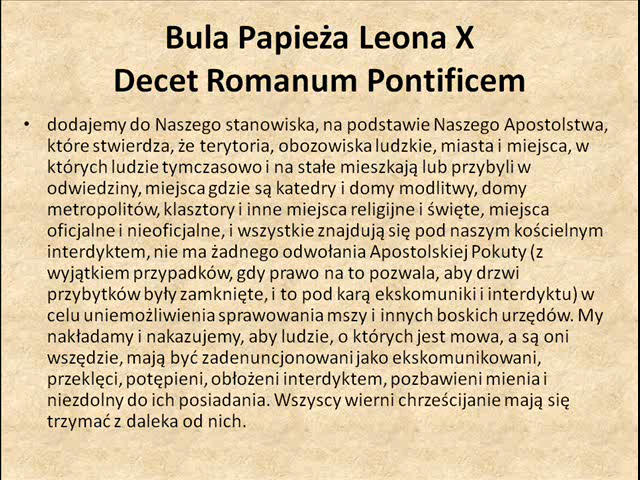 Bula Papieża Leona X
Decet Romanum Pontificem
• dodajemy do Naszego stanowiska, na podstawie Naszego Apostolstwa,
które stwierdza, że terytoria, obozowiska ludzkie, miasta i miejsca, w
których ludzie tymczasowo i na stałe mieszkają lub przybyli w
odwiedziny, miejsca gdzie są katedry i domy modlitwy, domy
metropolitów, klasztory i inne miejsca religijne i święte, miejsca
oficjalne i nieoficjalne, i wszystkie znajdują się pod naszym kościelnym
interdyktem, nie ma żadnego odwołania Apostolskiej Pokuty (z
wyjątkiem przypadków, gdy prawo na to pozwala, aby drzwi
przybytków były zamknięte, i to pod karą ekskomuniki i interdyktu) w
celu uniemożliwienia sprawowania mszy i innych boskich urzędów. My
nakładamy i nakazujemy, aby ludzie, o których jest mowa, a są oni
wszędzie, mają być zadenuncjonowani jako ekskomunikowani,
przeklęci, potępieni, obłożeni interdyktem, pozbawieni mienia i
niezdolny do ich posiadania. Wszyscy wierni chrześcijanie mają się
trzymać z daleka od nich.